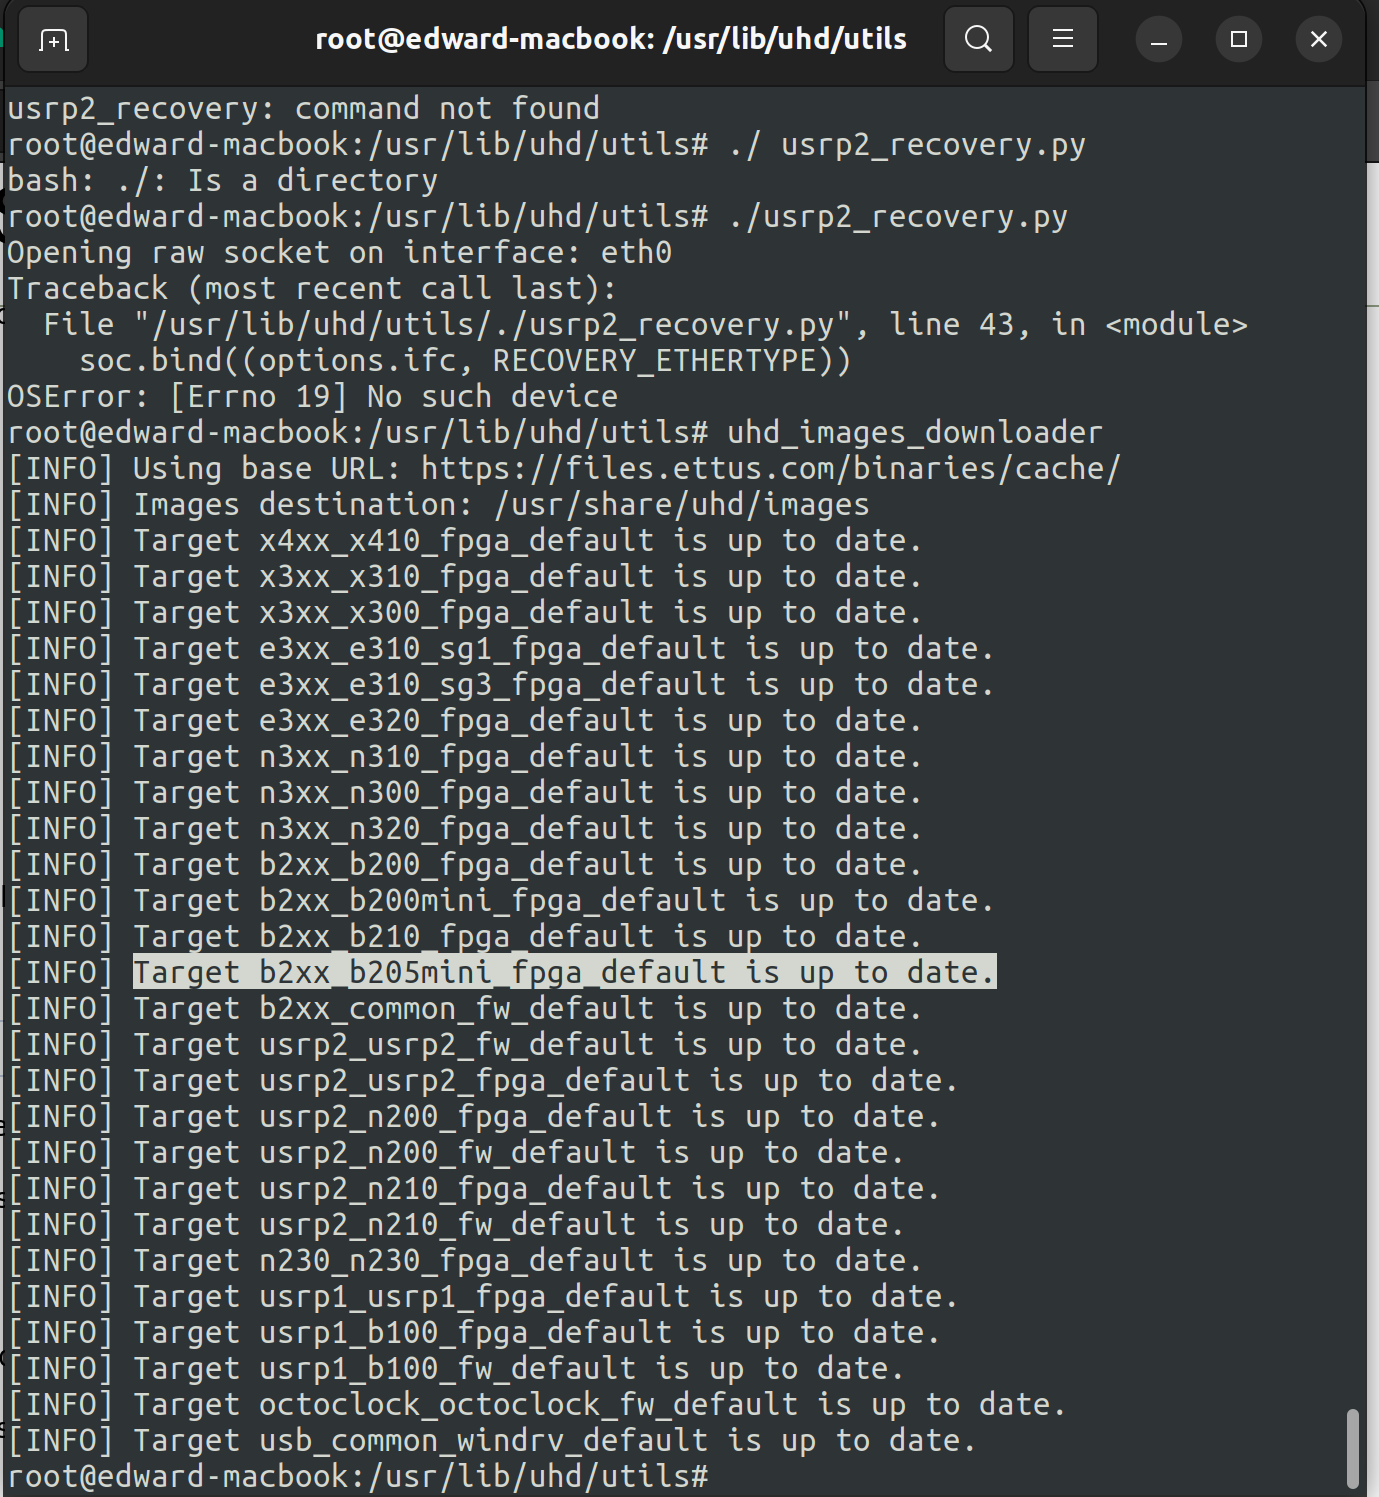 root@edward-macbook: /usr/lib/uhd/utils
usrp2_recovery: command not found
root@edward-macbook:/usr/lib/uhd/utils# ./ usrp2_recovery.py
bash: ./: Is a directory
root@edward-macbook:/usr/lib/uhd/utils# ./usrp2_recovery.py
Opening raw socket on interface: eth0
Traceback (most recent call last):
  File "/usr/lib/uhd/utils/./usrp2_recovery.py", line 43, in <module>
    soc.bind((options.ifc, RECOVERY_ETHERTYPE))
OSError: [Errno 19] No such device
root@edward-macbook:/usr/lib/uhd/utils# uhd_images_downloader
[INFO] Using base URL: https://files.ettus.com/binaries/cache/
[INFO] Images destination: /usr/share/uhd/images
[INFO] Target x4xx_x410_fpga_default is up to date.
[INFO] Target x3xx_x310_fpga_default is up to date.
[INFO] Target x3xx_x300_fpga_default is up to date.
[INFO] Target e3xx_e310_sg1_fpga_default is up to date.
[INFO] Target e3xx_e310_sg3_fpga_default is up to date.
[INFO] Target e3xx_e320_fpga_default is up to date.
[INFO] Target n3xx_n310_fpga_default is up to date.
[INFO] Target n3xx_n300_fpga_default is up to date.
[INFO] Target n3xx_n320_fpga_default is up to date.
[INFO] Target b2xx_b200_fpga_default is up to date.
[INFO] Target b2xx_b200mini_fpga_default is up to date.
[INFO] Target b2xx_b210_fpga_default is up to date.
[INFO] Target b2xx_b205mini_fpga_default is up to date.
[INFO] Target b2xx_common_fw_default is up to date.
[INFO] Target usrp2_usrp2_fw_default is up to date.
[INFO] Target usrp2_usrp2_fpga_default is up to date.
[INFO] Target usrp2_n200_fpga_default is up to date.
[INFO] Target usrp2_n200_fw_default is up to date.
[INFO] Target usrp2_n210_fpga_default is up to date.
[INFO] Target usrp2_n210_fw_default is up to date.
[INFO] Target n230_n230_fpga_default is up to date.
[INFO] Target usrp1_usrp1_fpga_default is up to date.
[INFO] Target usrp1_b100_fpga_default is up to date.
[INFO] Target usrp1_b100_fw_default is up to date.
[INFO] Target octoclock_octoclock_fw_default is up to date.
[INFO] Target usb_common_windrv_default is up to date.
root@edward-macbook:/usr/lib/uhd/utils#